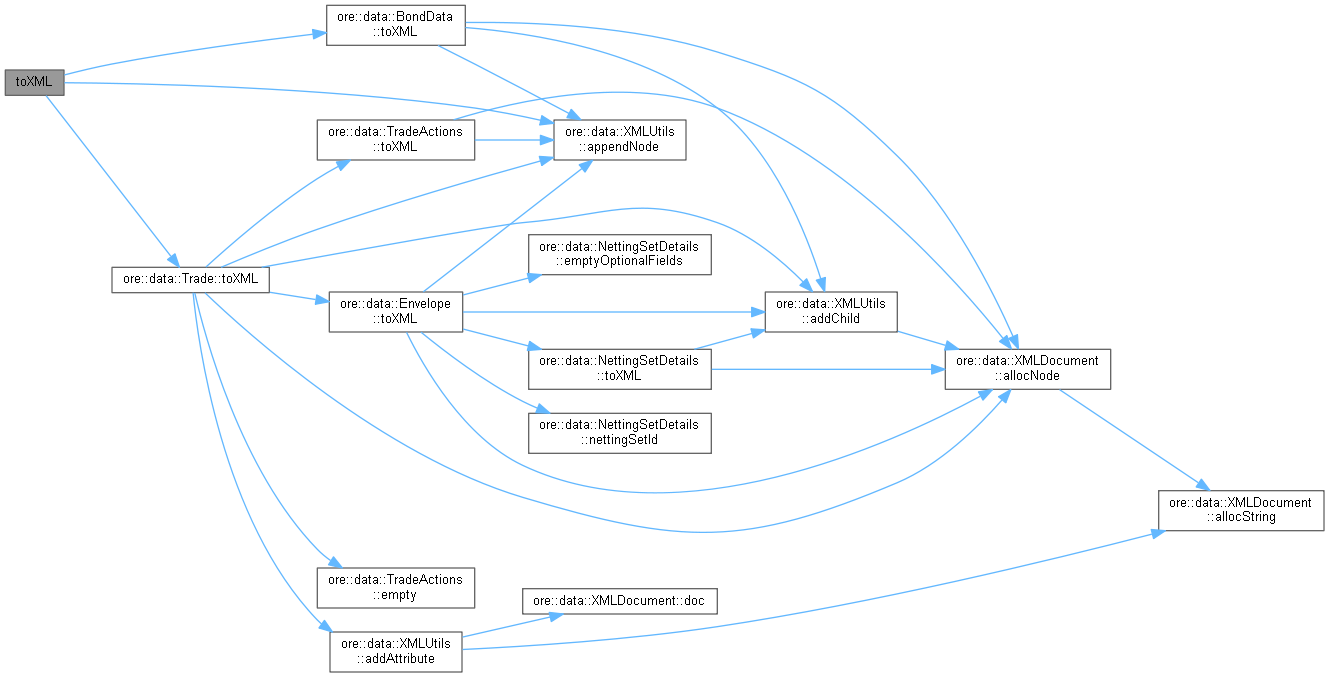 ore::data::BondData
::toXML
toXML
ore::data::TradeActions
::toXML
ore::data::XMLUtils
::appendNode
ore::data::NettingSetDetails
::emptyOptionalFields
ore::data::Trade::toXML
ore::data::Envelope
::toXML
ore::data::XMLUtils
::addChild
ore::data::NettingSetDetails
::toXML
ore::data::XMLDocument
::allocNode
ore::data::NettingSetDetails
::nettingSetId
ore::data::XMLDocument
::allocString
ore::data::TradeActions
::empty
ore::data::XMLDocument::doc
ore::data::XMLUtils
::addAttribute